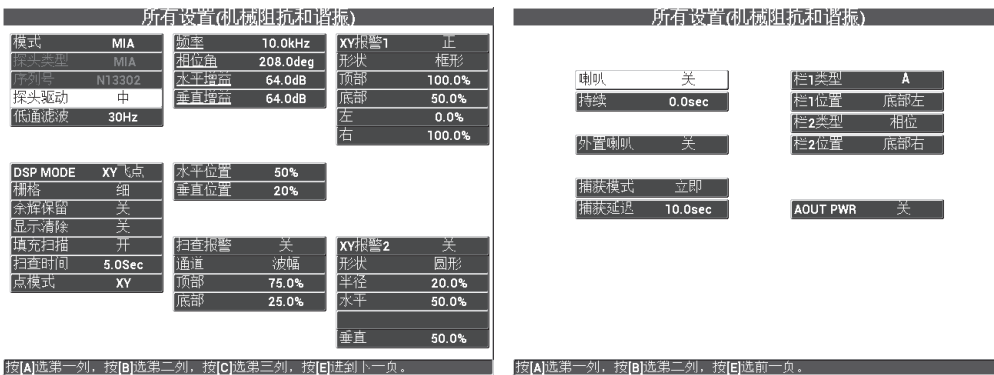 所有设置(机械阻抗和谐振)
模式 MIA
探头类型 MIA
序列号 N13302
探头驱动 中
低通滤波 30Hz
频率 10.0kHz
相位角 208.0deg
水平增益 64.0dB
垂直增益 64.0dB
XY报警1 正
形状 框形
顶部 100.0%
底部 50.0%
左 0.0%
右 100.0%
DSP MODE XY 飞点
栅格 细
余辉保留 关
显示清除 关
填充扫描 开
扫查时间 5.0Sec
点模式 XY
水平位置 50%
垂直位置 20%
扫查报警 关
通道 波幅
顶部 75.0%
底部 25.0%
XY报警2 关
形状 圆形
半径 20.0%
水平 50.0%
垂直 50.0%
按[A]选第一列，按[B]选第二列，按[C]选第三列，按[E]进到下一页。
所有设置(机械阻抗和谐振)
喇叭 关
持续 0.0sec
外置喇叭 关
捕获模式 立即
捕获延迟 10.0sec
栏1类型 A
栏1位置 底部左
栏2类型 相位
栏2位置 底部右
AOUT PWR 关
按[A]选第一列，按[B]选第二列，按[E]选前一页。